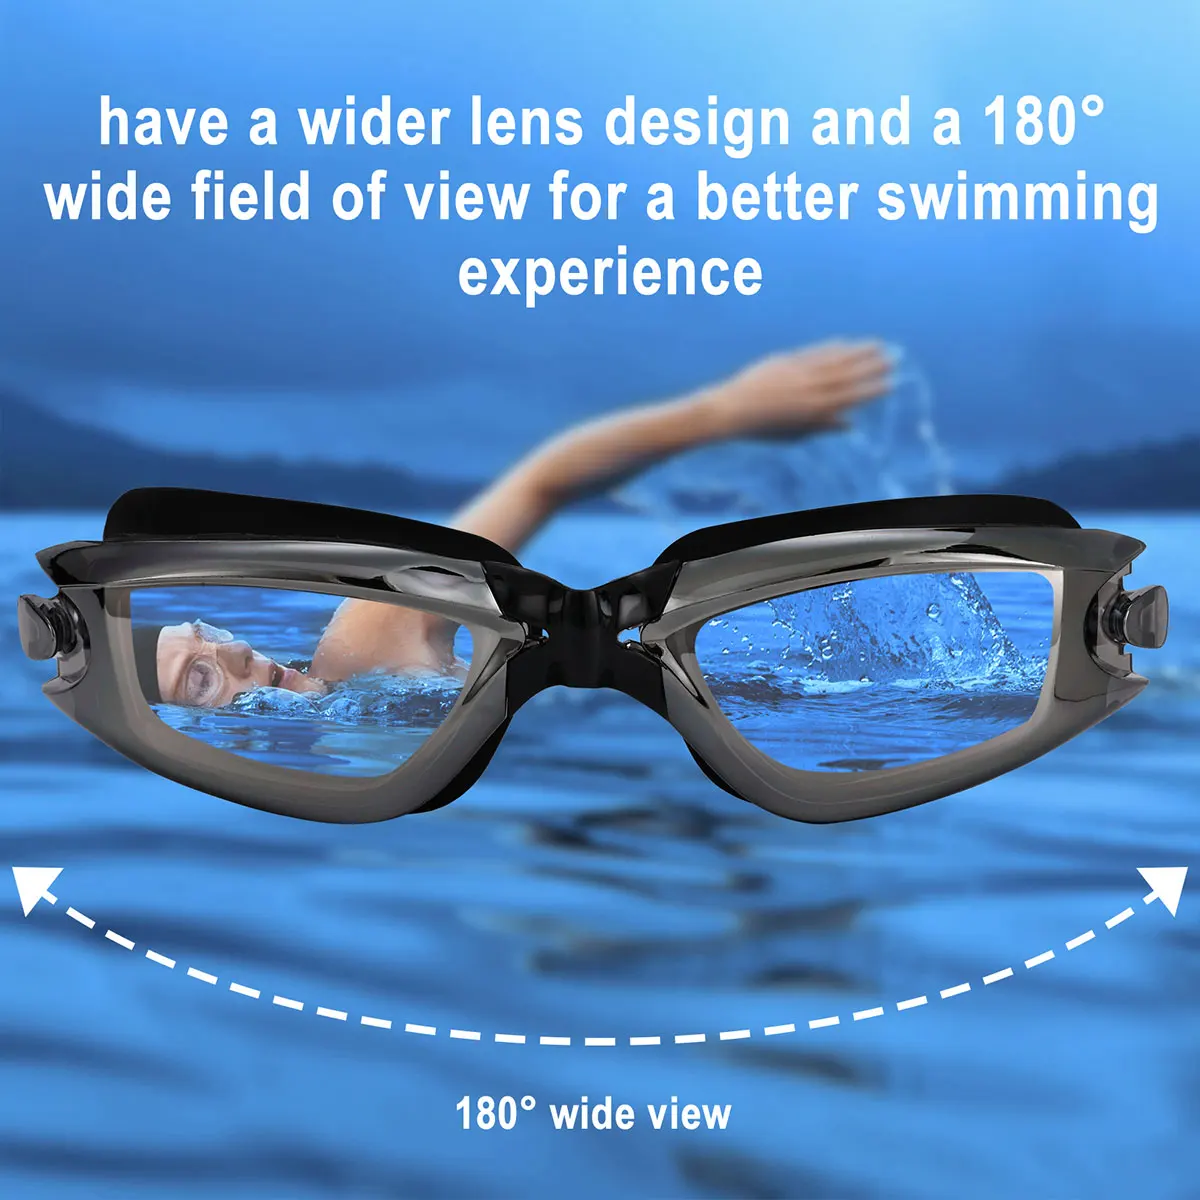 have a wider lens design and a 180°
wide field of view for a better swimming
experience
180° wide view